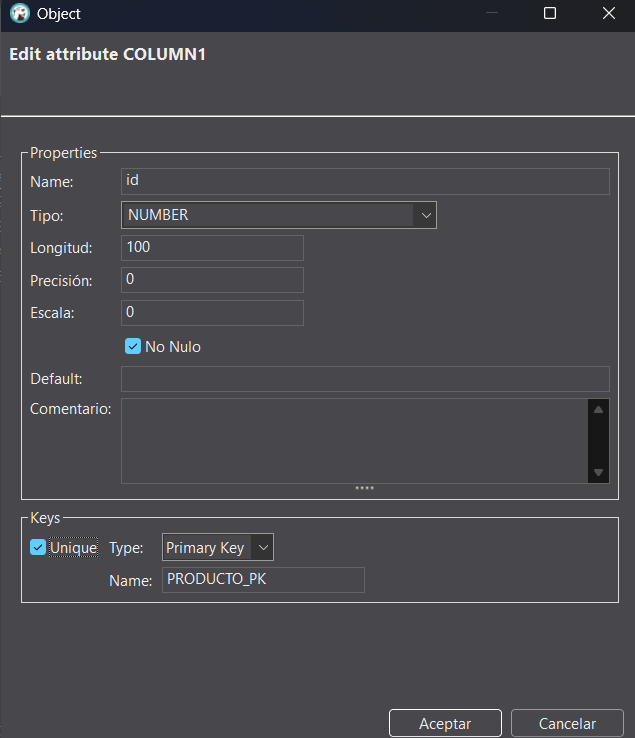 Object
Edit attribute COLUMN1
Properties
Name: id
Tipo: NUMBER
Longitud: 100
Precisión: 0
Escala: 0
No Nulo
Default:
Comentario:
Keys
Unique Type: Primary Key
Name: PRODUCTO_PK
Aceptar Cancelar